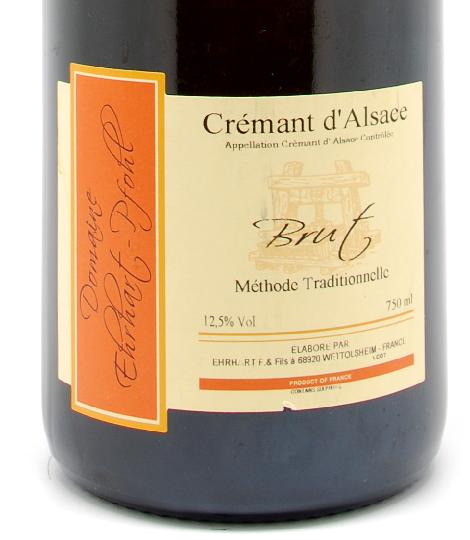 Domaine
Ehrhart - Pfohl
Crémant d'Alsace
Appellation Crémant d'Alsace Contrôlée
Brut
Méthode Traditionnelle
12,5% Vol
750 ml
ELABORE PAR
EHRHART F. & Fils à 68920 WETTOLSHEIM - FRANCE
PRODUCT OF FRANCE
CONTAINS SULPHITES